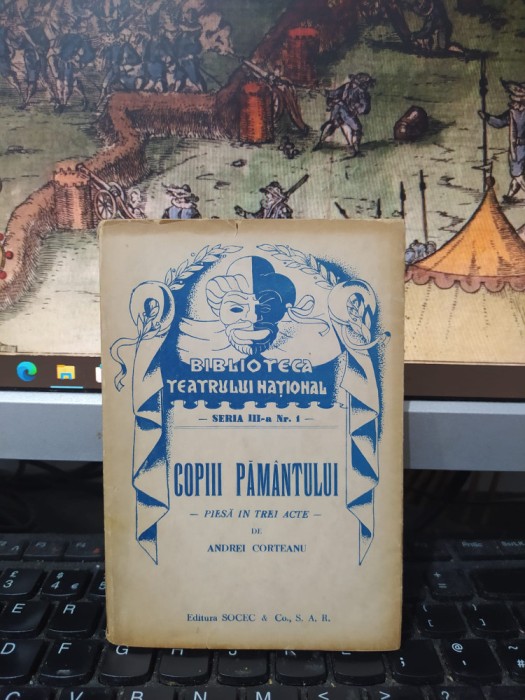 BIBLIOTECA
TEATRULUI NAȚIONAL
— SERIA III-a Nr. 1 —
COPIII PĂMÂNTULUI
— PIESĂ IN TREI ACTE —
DE
ANDREI CORTEANU
Editura SOCEC & Co., S. A. R.